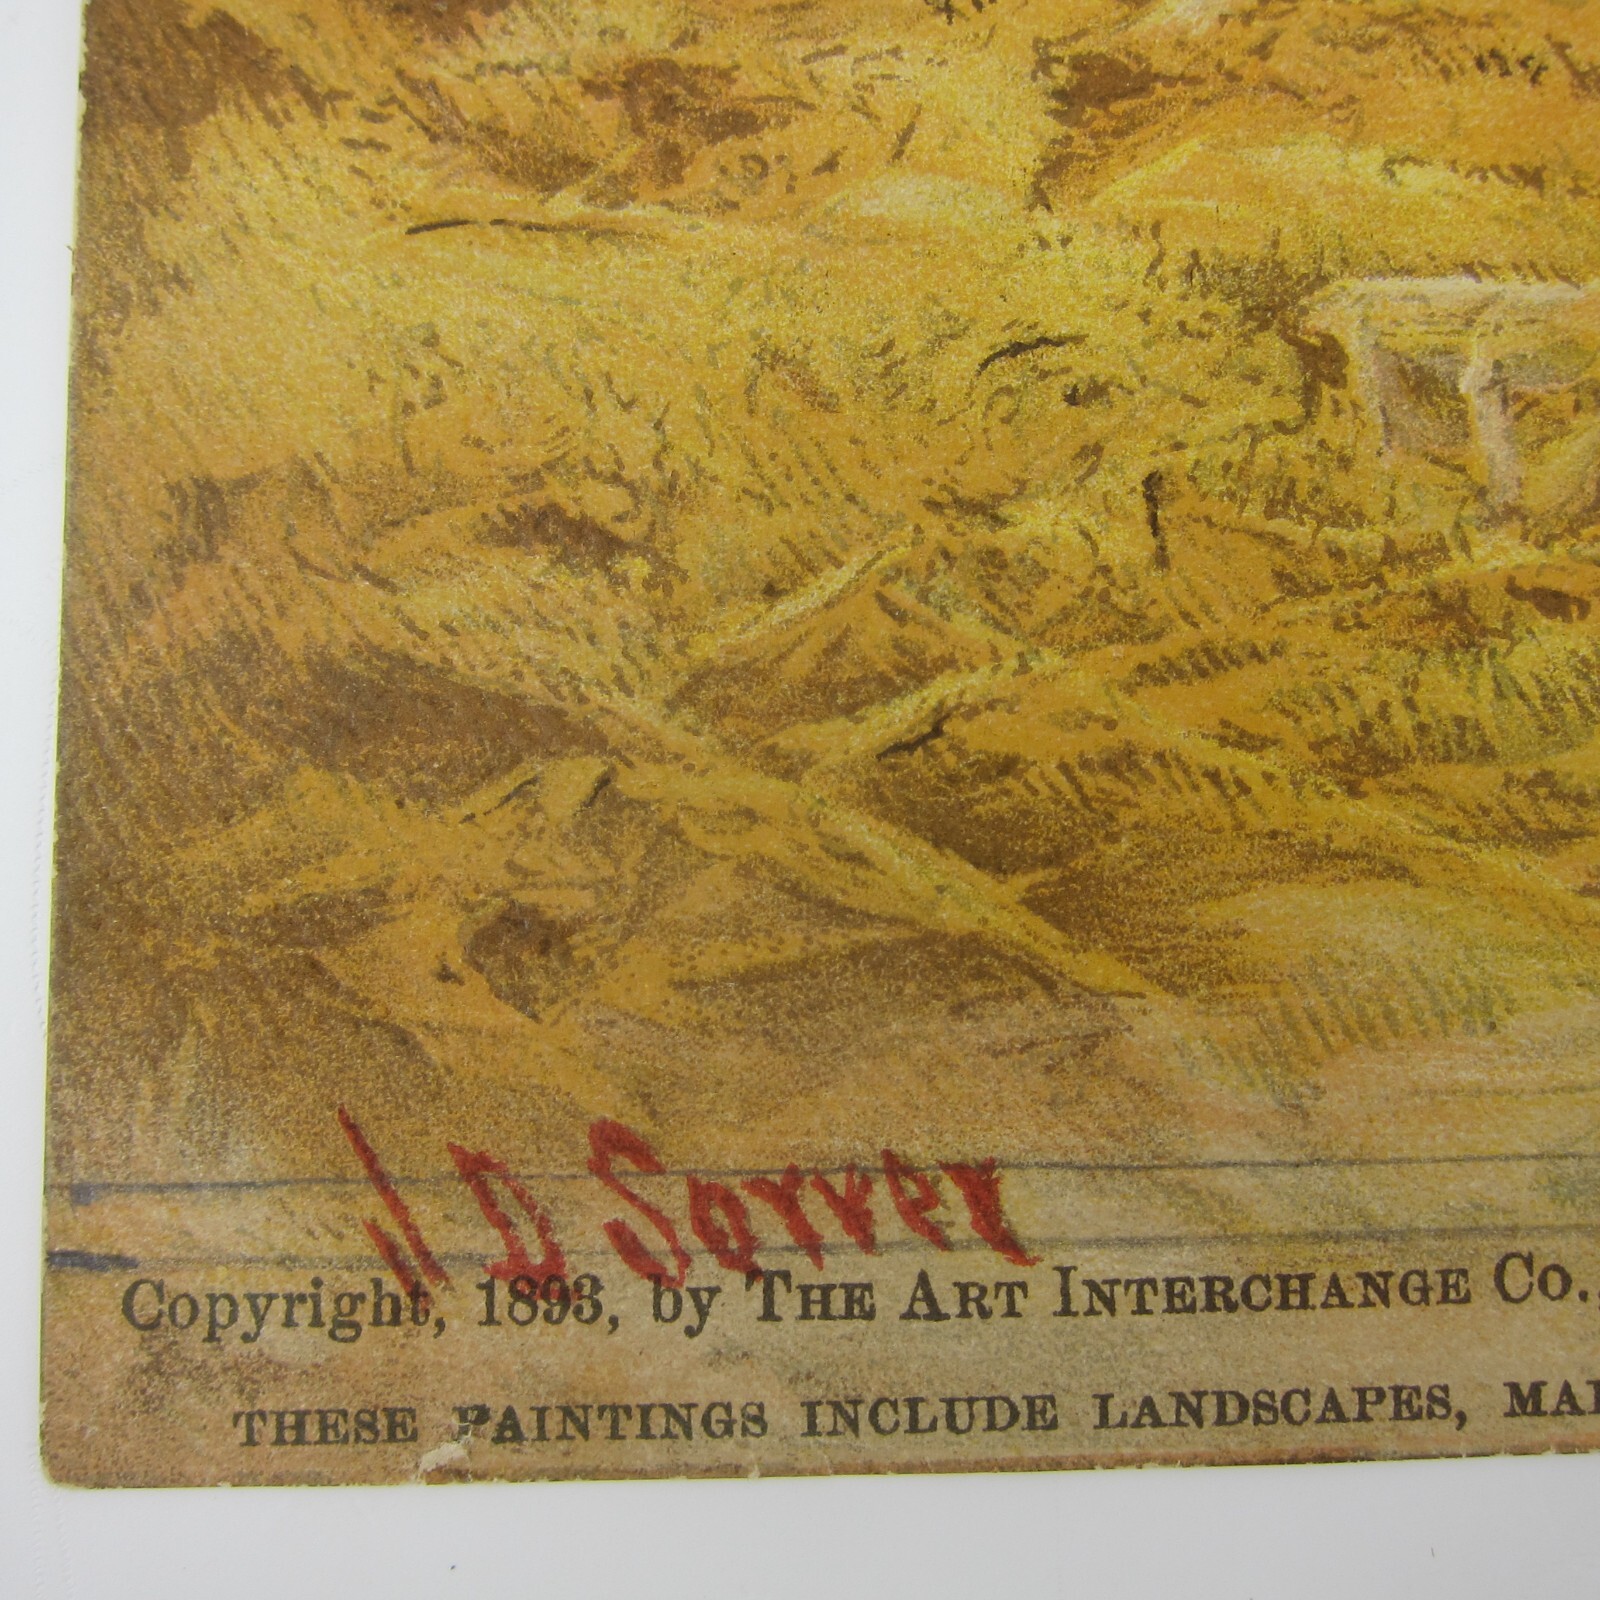 J D Sorver
Copyright, 1893, by THE ART INTERCHANGE CO.,
THESE PAINTINGS INCLUDE LANDSCAPES,